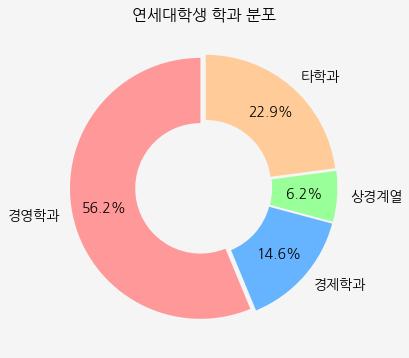 연세대학생 학과 분포
타학과
22.9%
상경계열
6.2%
경영학과
56.2%
14.6%
경제학과